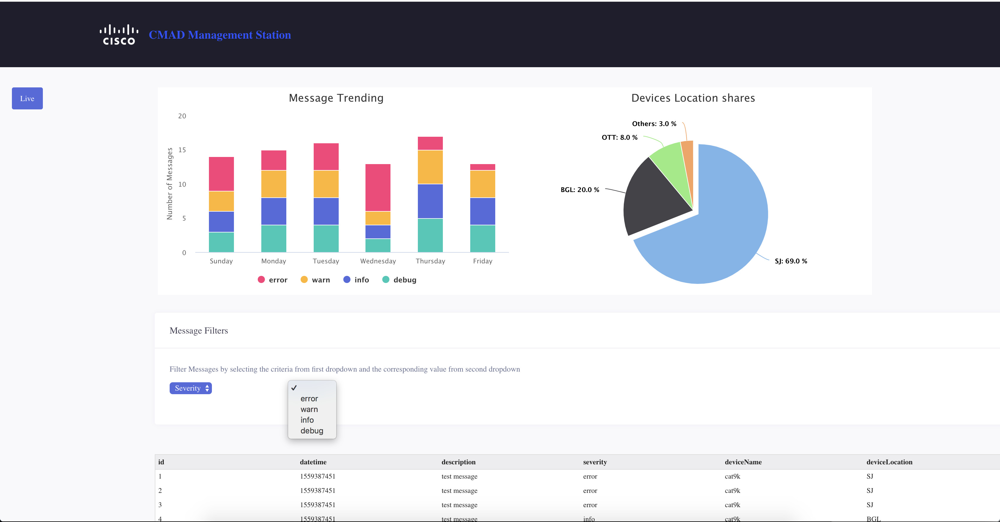 CISCO
CMAD Management Station
Live
Message Trending
Number of Messages
20
15
10
5
0
Sunday Monday Tuesday Wednesday Thursday Friday
error warn info debug
Devices Location shares
Others: 3.0 %
OTT: 8.0 %
BGL: 20.0 %
SJ: 69.0 %
Message Filters
Filter Messages by selecting the criteria from first dropdown and the corresponding value from second dropdown
Severity
error
warn
info
debug
id datetime description severity deviceName deviceLocation
1 1559387451 test message error cat9k SJ
2 1559387451 test message error cat9k SJ
3 1559387451 test message error cat9k SJ
4 1559387451 test message info cat9k BGL